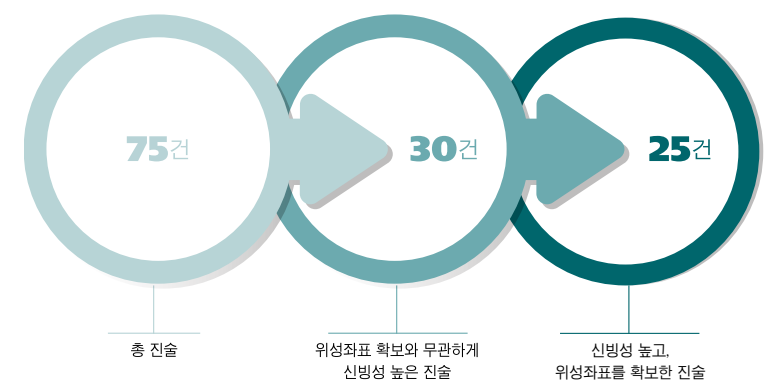 75건
30건
25건
총 진술
위성좌표 확보와 무관하게
신빙성 높은 진술
신빙성 높고,
위성좌표를 확보한 진술